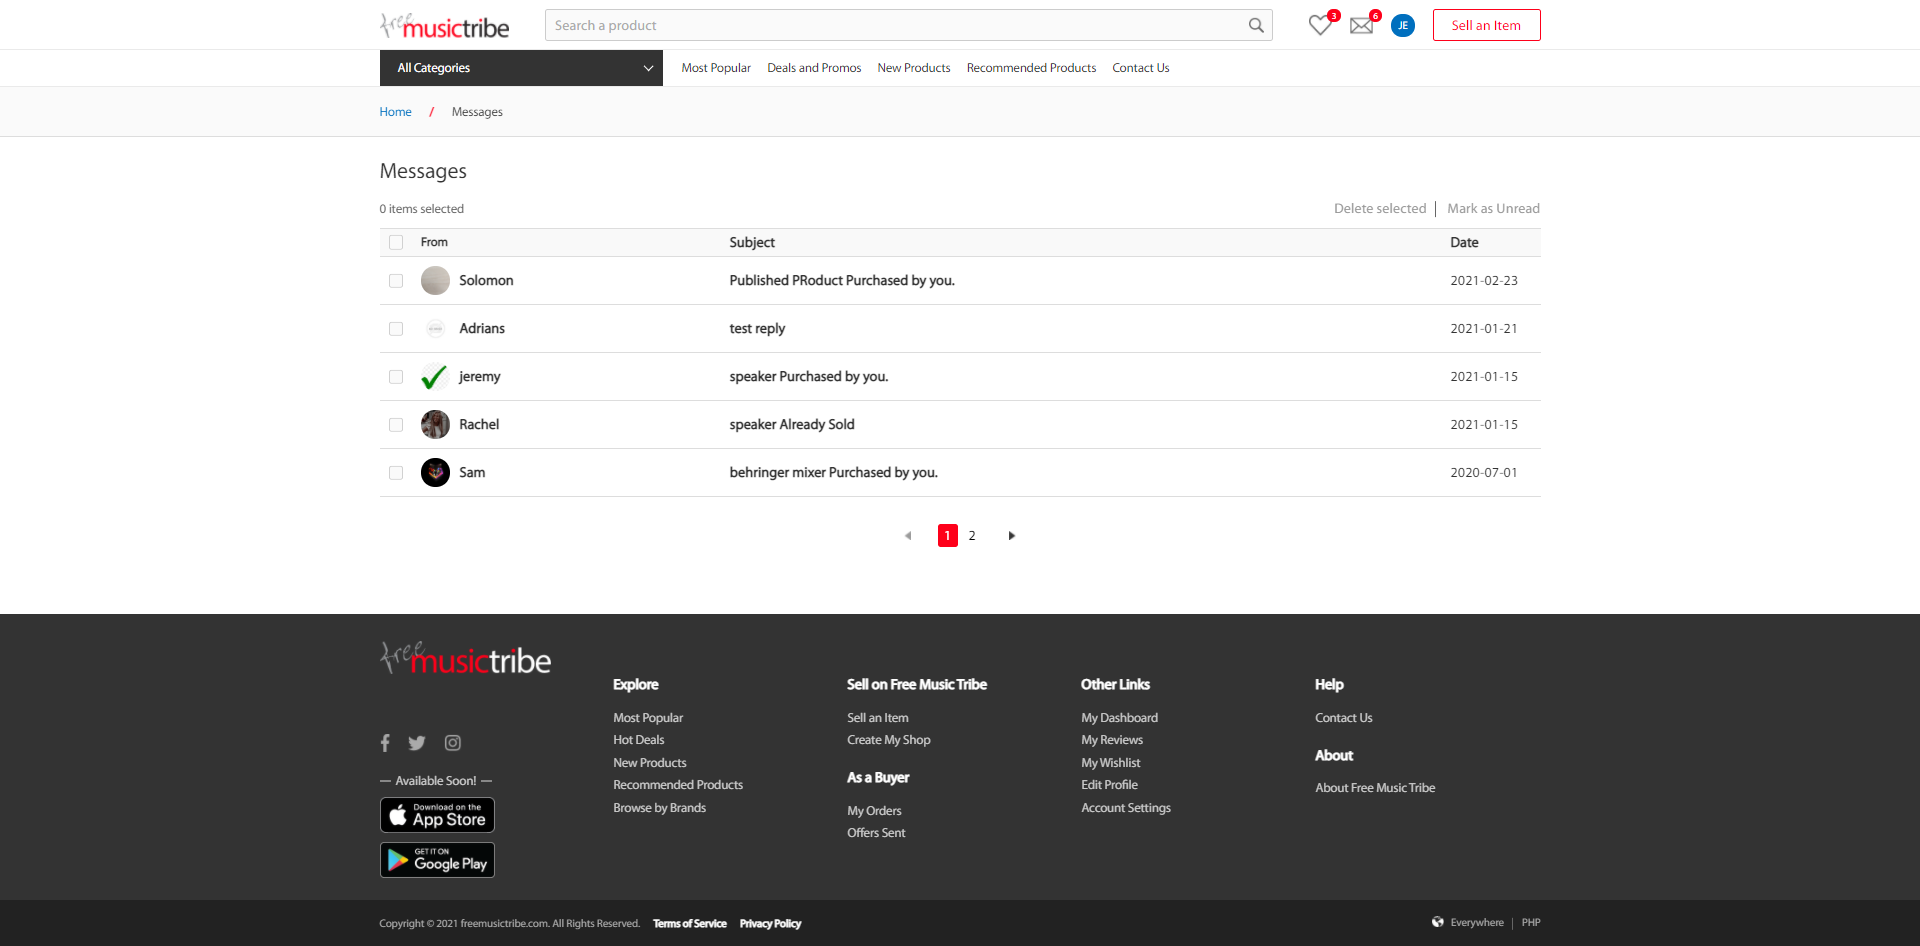 free musictribe
Search a product
3
6
JE
Sell an Item
All Categories
Most Popular Deals and Promos New Products Recommended Products Contact Us
Home / Messages
Messages
0 items selected
Delete selected | Mark as Unread
From Subject Date
Solomon Published PRoduct Purchased by you. 2021-02-23
Adrians test reply 2021-01-21
jeremy speaker Purchased by you. 2021-01-15
Rachel speaker Already Sold 2021-01-15
Sam behringer mixer Purchased by you. 2020-07-01
1 2
free musictribe
— Available Soon! —
Download on the
App Store
GET IT ON
Google Play
Explore
Most Popular
Hot Deals
New Products
Recommended Products
Browse by Brands
Sell on Free Music Tribe
Sell an Item
Create My Shop
As a Buyer
My Orders
Offers Sent
Other Links
My Dashboard
My Reviews
My Wishlist
Edit Profile
Account Settings
Help
Contact Us
About
About Free Music Tribe
Copyright © 2021 freemusictribe.com. All Rights Reserved. Terms of Service Privacy Policy
Everywhere | PHP